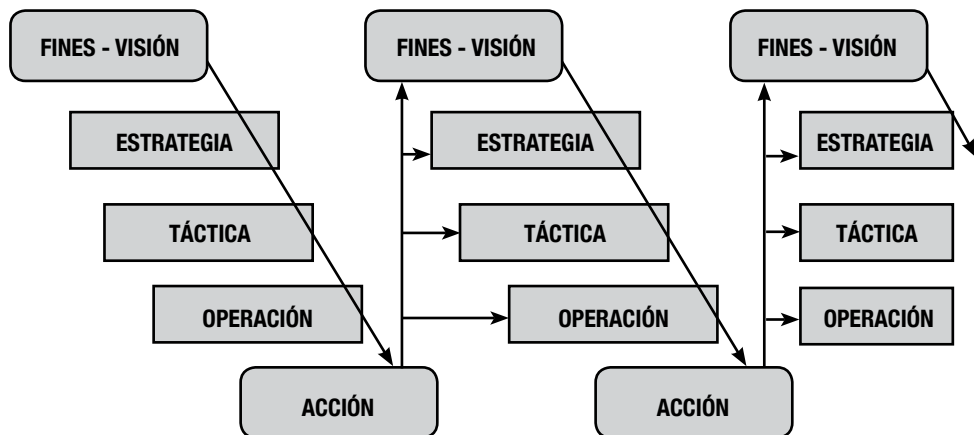 FINES - VISIÓN
FINES - VISIÓN
FINES - VISIÓN
ESTRATEGIA
ESTRATEGIA
ESTRATEGIA
TÁCTICA
TÁCTICA
TÁCTICA
OPERACIÓN
OPERACIÓN
OPERACIÓN
ACCIÓN
ACCIÓN